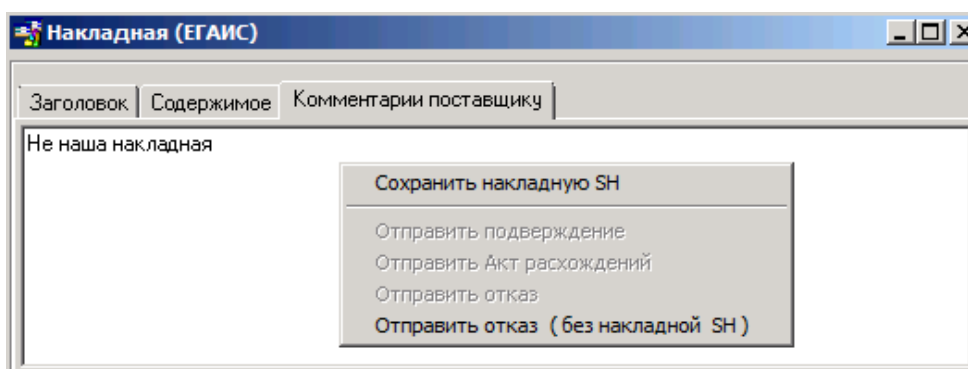 Накладная (ЕГАИС)
Заголовок Содержимое Комментарии поставщику
Не наша накладная
Сохранить накладную SH
Отправить подверждение
Отправить Акт расхождений
Отправить отказ
Отправить отказ ( без накладной SH )